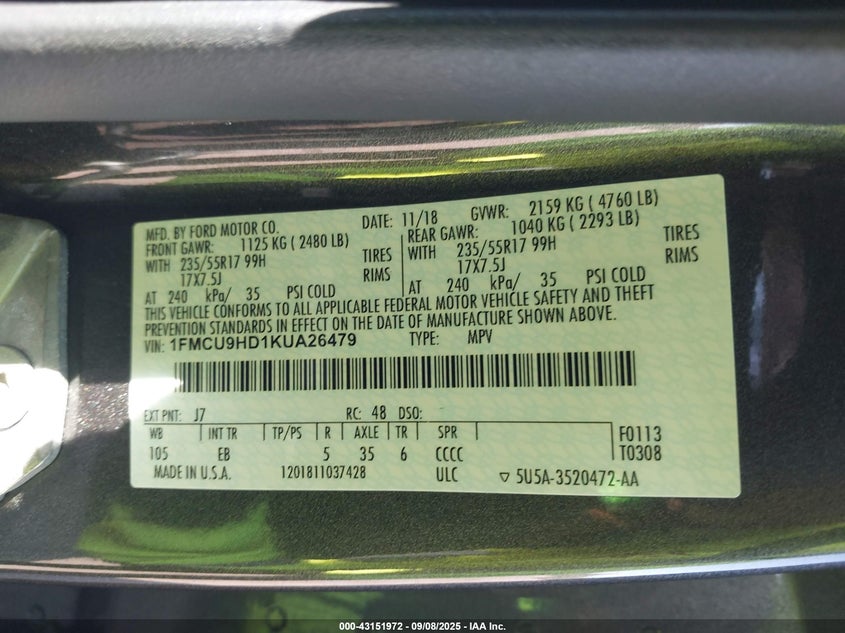 MFD. BY FORD MOTOR CO. DATE: 11/18 GVWR: 2159 KG ( 4760 LB)
FRONT GAWR: 1125 KG ( 2480 LB) REAR GAWR: 1040 KG ( 2293 LB)
WITH 235/55R17 99H TIRES WITH 235/55R17 99H TIRES
17X7.5J RIMS 17X7.5J RIMS
AT 240 kPa/ 35 PSI COLD AT 240 kPa/ 35 PSI COLD
THIS VEHICLE CONFORMS TO ALL APPLICABLE FEDERAL MOTOR VEHICLE SAFETY AND THEFT
PREVENTION STANDARDS IN EFFECT ON THE DATE OF MANUFACTURE SHOWN ABOVE.
VIN: 1FMCU9HD1KUA26479 TYPE: MPV
EXT PNT: J7 RC: 48 DSO:
WB INT TR TP/PS R AXLE TR SPR F0113
105 EB 5 35 6 CCCC T0308
MADE IN U.S.A. 1201811037428 ULC ▽ 5U5A-3520472-AA
000-43151972 - 09/08/2025 - IAA Inc.